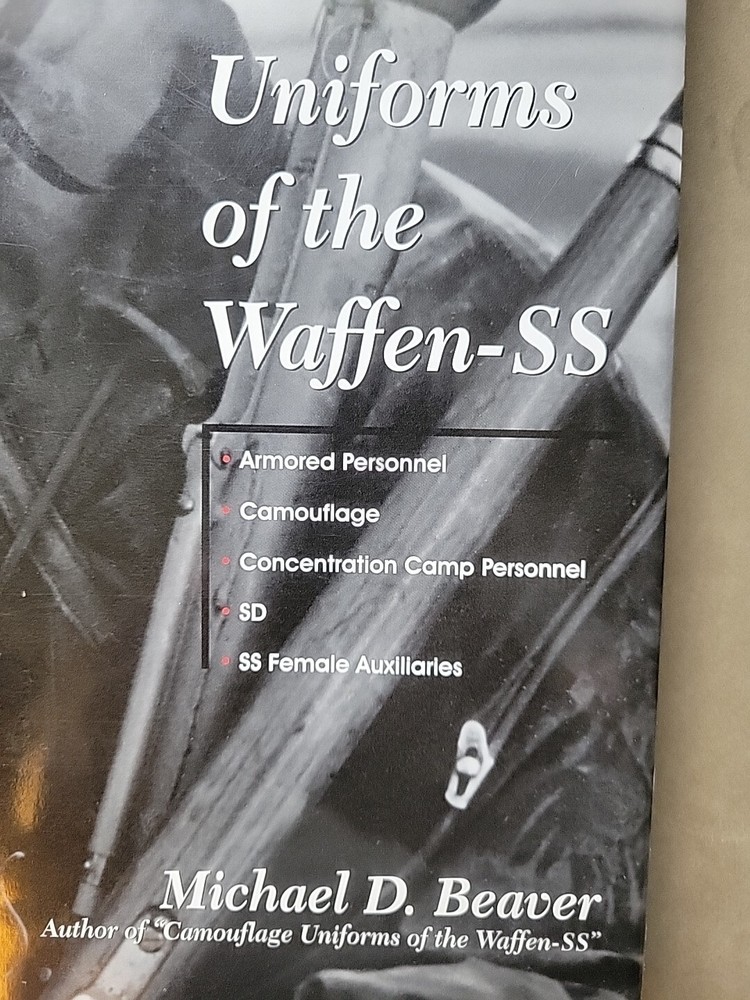 Uniforms
of the
Waffen-SS
Armored Personnel
Camouflage
Concentration Camp Personnel
SD
SS Female Auxiliaries
Michael D. Beaver
Author of “Camouflage Uniforms of the Waffen-SS”